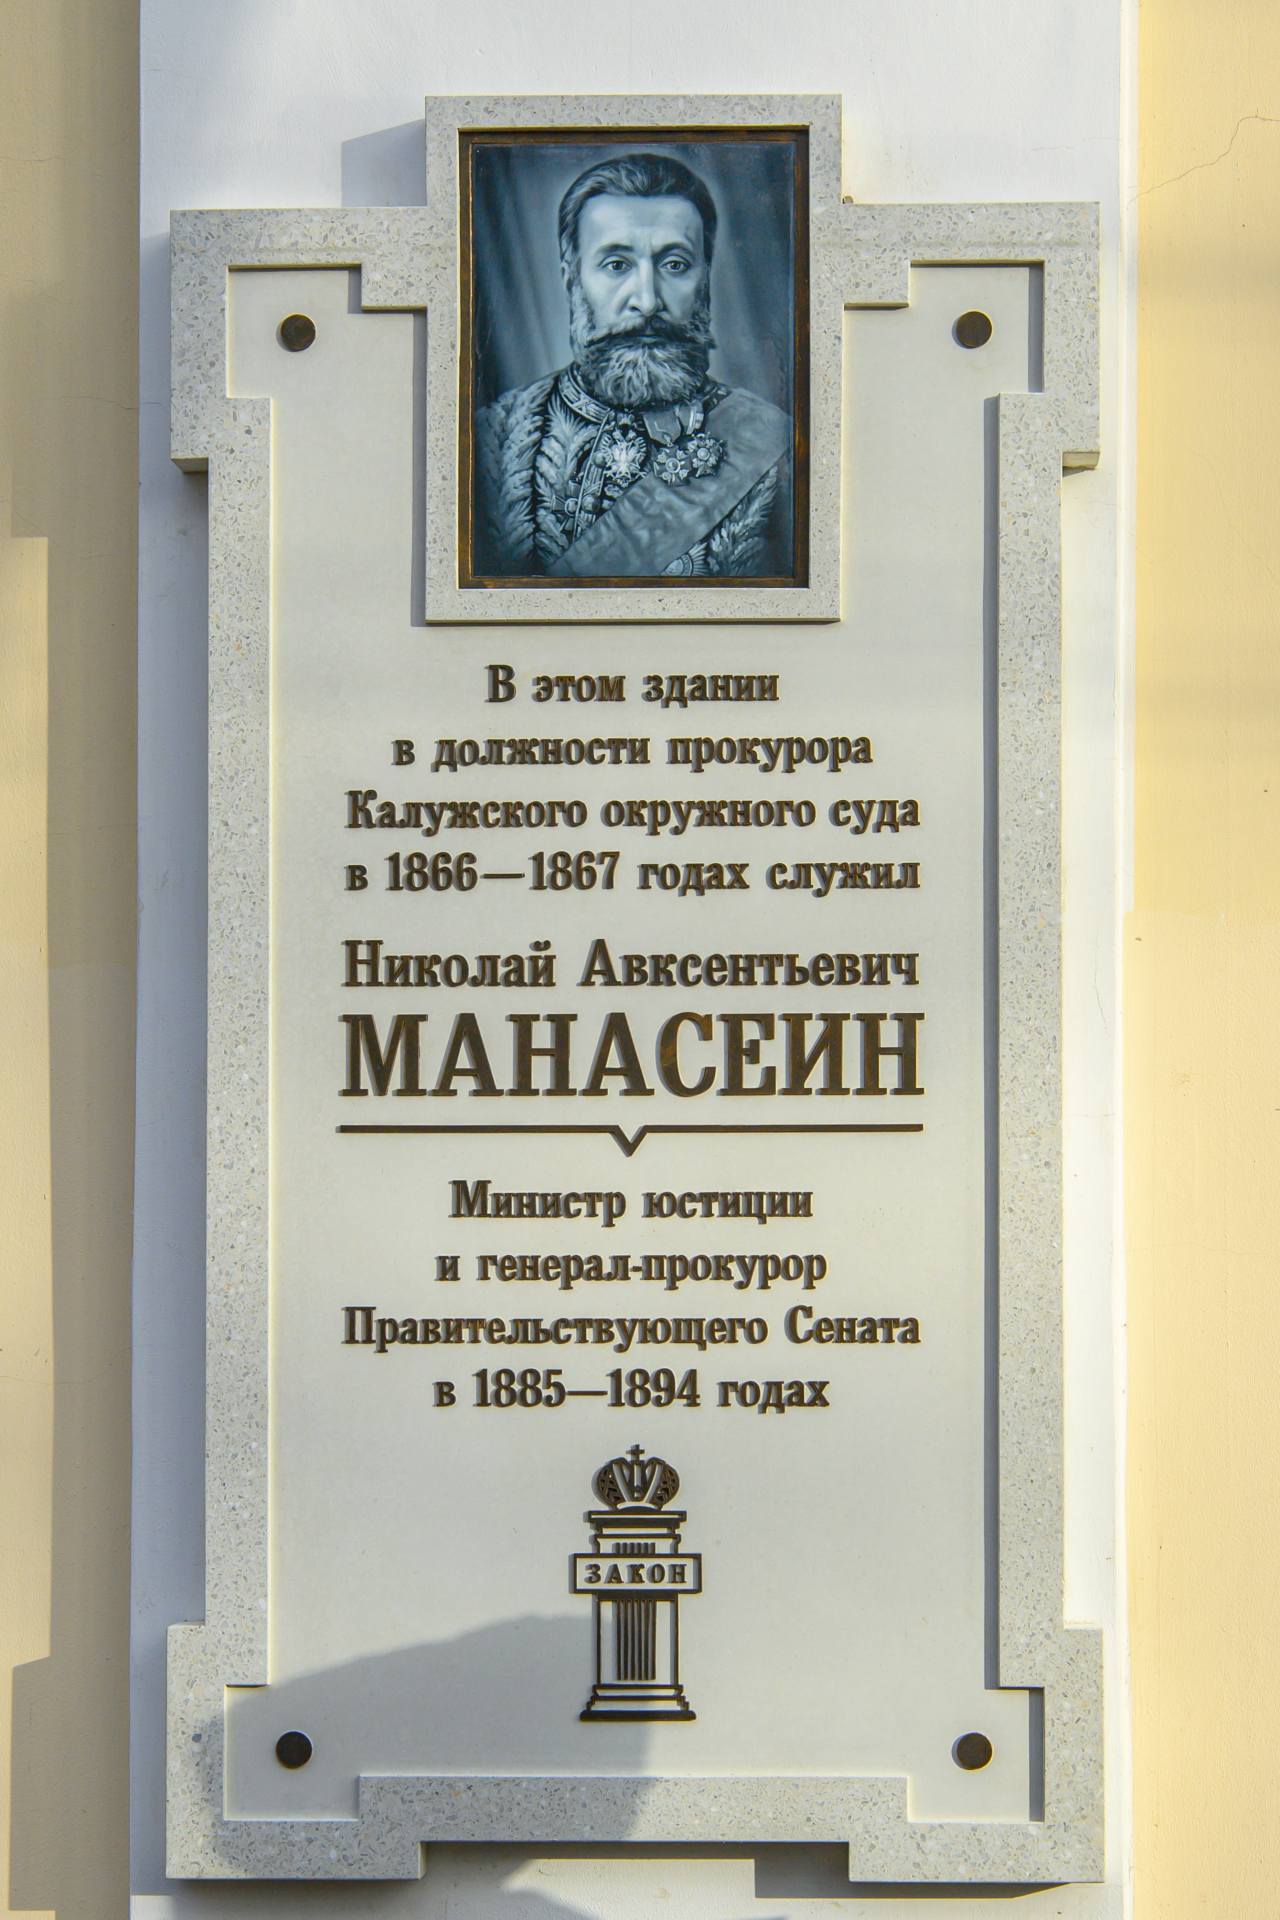 В этом здании
в должности прокурора
Калужского окружного суда
в 1866—1867 годах служил
Николай Авксентьевич
МАНАСЕИН
Министр юстиции
и генерал-прокурор
Правительствующего Сената
в 1885—1894 годах
ЗАКОН